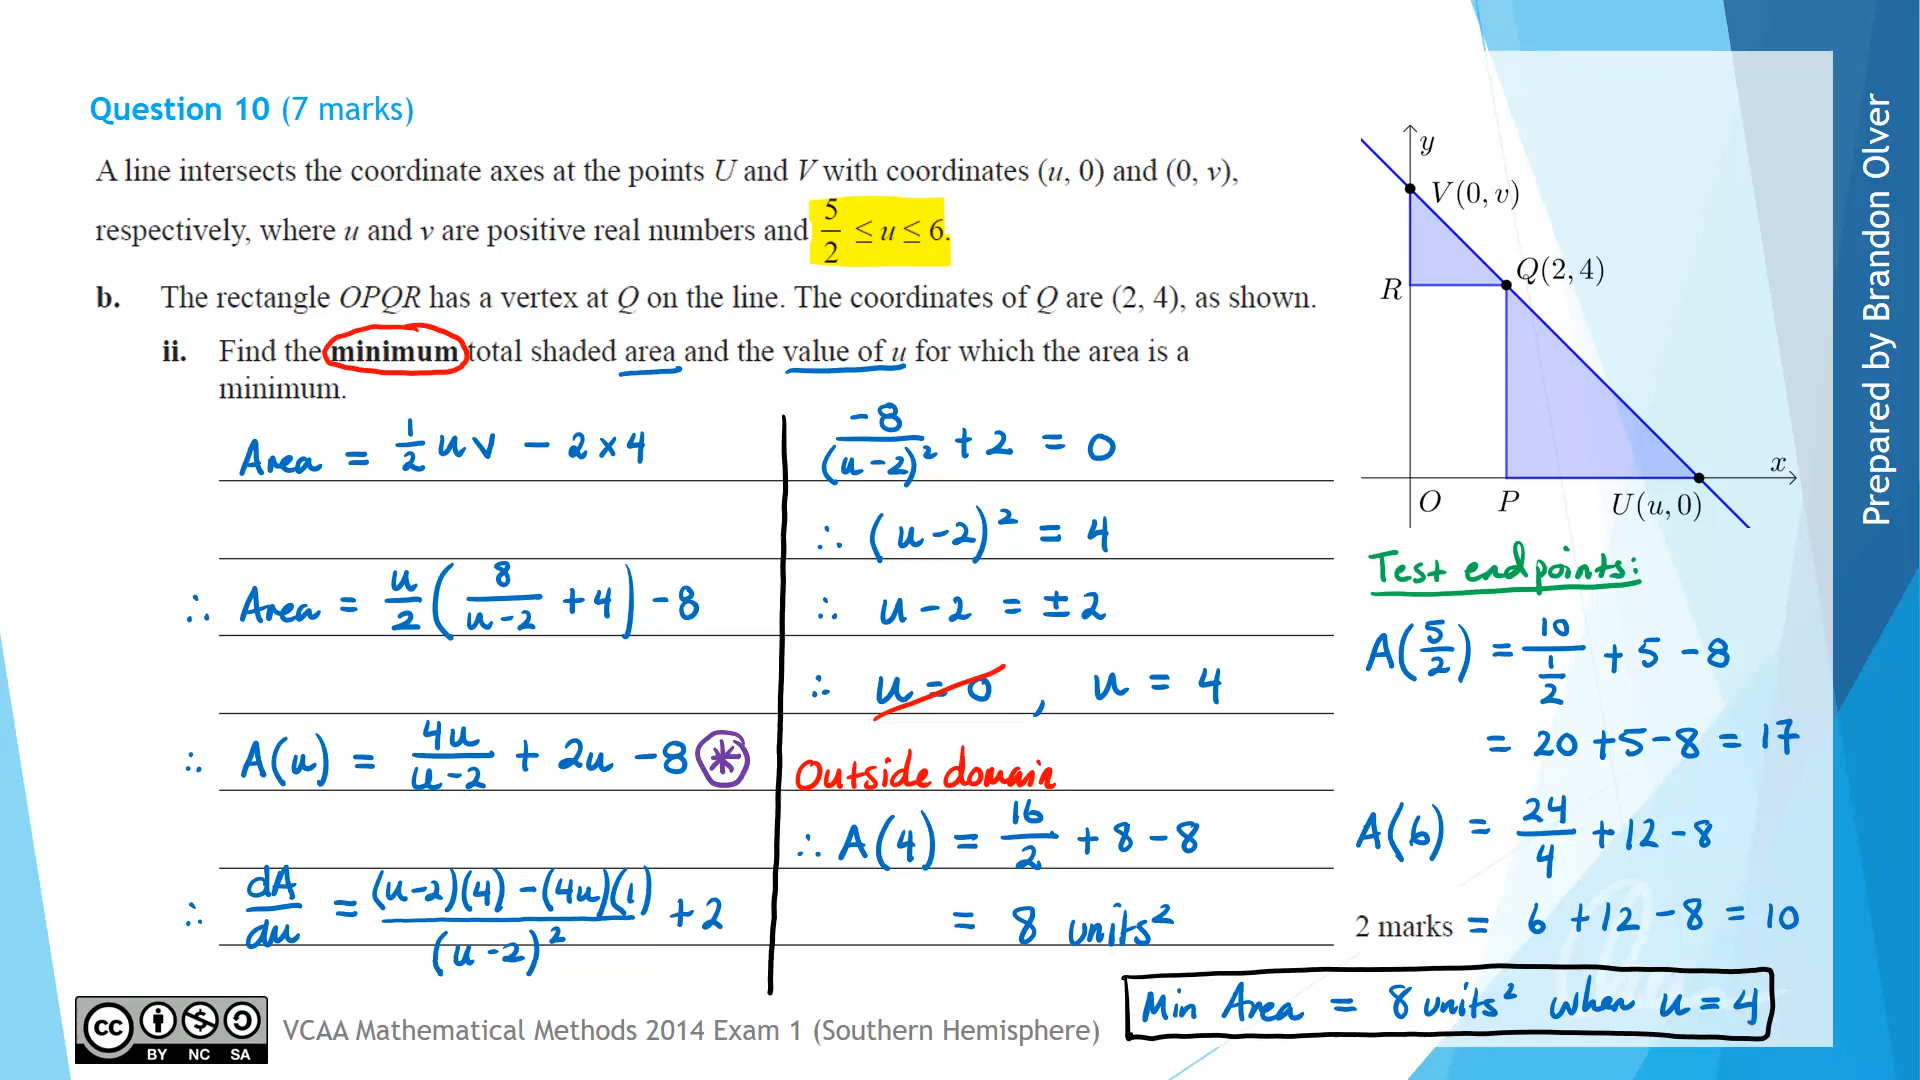 Question 10 (7 marks)
A line intersects the coordinate axes at the points U and V with coordinates (u, 0) and (0, v),
respectively, where u and v are positive real numbers and 5/2 ≤ u ≤ 6.
b. The rectangle OPQR has a vertex at Q on the line. The coordinates of Q are (2, 4), as shown.
ii. Find the minimum total shaded area and the value of u for which the area is a
minimum.
Area = 1/2 uv − 2 × 4
∴ Area = u/2 (8/(u−2) + 4) − 8
∴ A(u) = 4u/(u−2) + 2u − 8 *
∴ dA/du = ((u−2)(4) − (4u)(1))/(u−2)² + 2
−8/(u−2)² + 2 = 0
∴ (u−2)² = 4
∴ u − 2 = ±2
∴ u = 0, u = 4
Outside domain
∴ A(4) = 16/2 + 8 − 8
= 8 units²
y
V(0, v)
Q(2, 4)
R
x
O P U(u, 0)
Test endpoints:
A(5/2) = 10/(1/2) + 5 − 8
= 20 + 5 − 8 = 17
A(6) = 24/4 + 12 − 8
2 marks = 6 + 12 − 8 = 10
Min Area = 8 units² when u = 4
Prepared by Brandon Olver
cc
BY NC SA
VCAA Mathematical Methods 2014 Exam 1 (Southern Hemisphere)